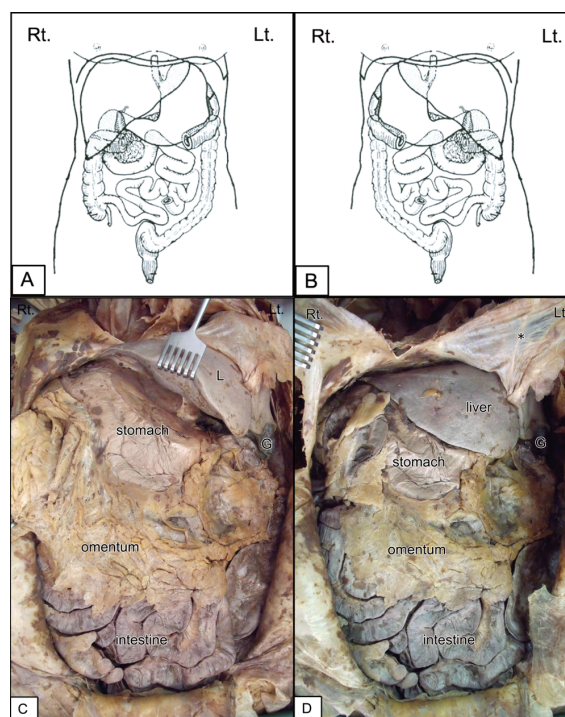 Rt. Lt. Rt. Lt.
A B
Rt. Lt. Rt. Lt.
*
L
liver
stomach
G G
stomach
omentum omentum
intestine intestine
C D